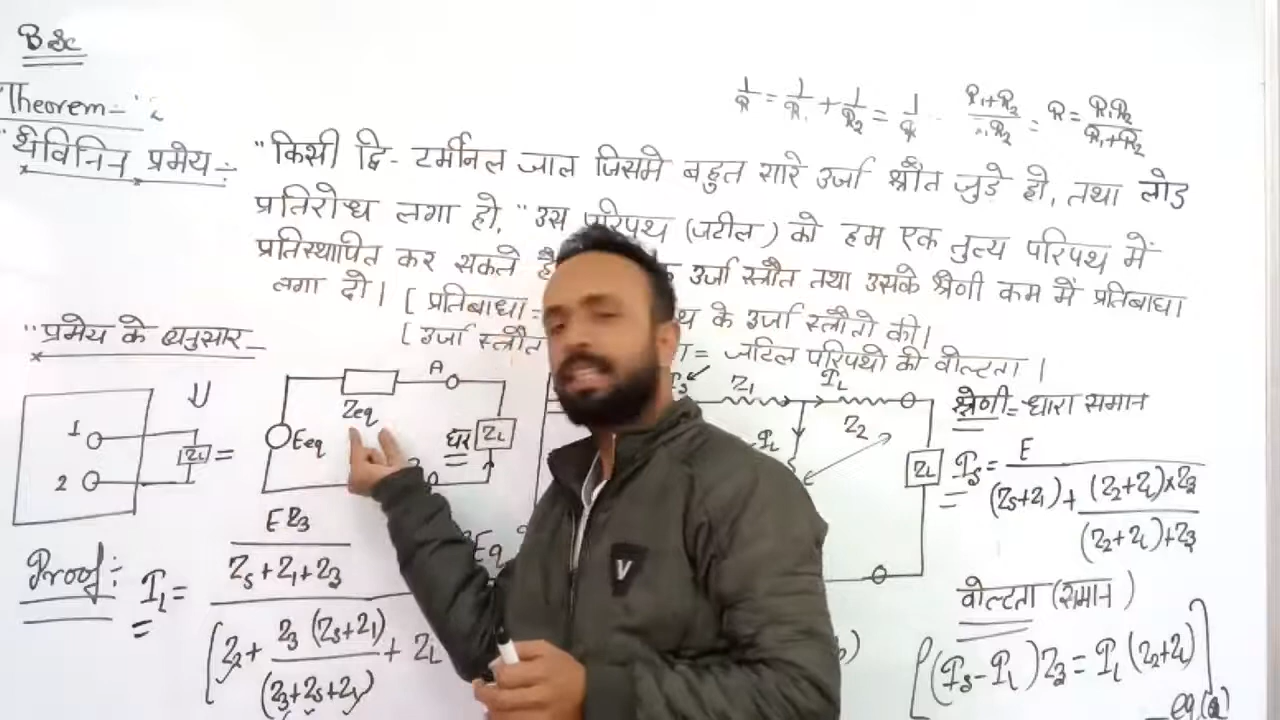 BSc
"Theorem-"
"थेविनिन प्रमेय :-
1/R = 1/R1 + 1/R2 = 1/R
R1+R2 = R = R1R2/(R1+R2)
"किसी द्वि- टर्मीनल जाल जिसमे बहुत सारे उर्जा श्रौत जुडे हो, तथा लोड
प्रतिरोध लगा हो, "उस परिपथ (जटील) को हम एक तुल्य परिपथ में
प्रतिस्थापित कर सकते है उर्जा स्त्रौत तथा उसके श्रेणी कम में प्रतिबाधा
लगा दो। [ प्रतिबाधा = के उर्जा स्त्रौतो की।
[ उर्जा स्त्रौत = जटिल परिपथो की वोल्टता।
"प्रमेय के अनुसार-
1
2
ZL
=
Eeq
Zeq
A
घर
ZL
Z1
IL
Z2
ZL
श्रेणी = धारा समान
Is = E/((Zs+Z1) + (Z2+ZL)×Z3/((Z2+ZL)+Z3))
Proof :-
IL = (E Z3/(Zs+Z1+Z3))/[Z2 + Z3(Zs+Z1)/(Z3+Zs+Z1) + ZL
Eq
V
वोल्टता (समान)
[(Is-IL)Z3 = IL(Z2+ZL)]